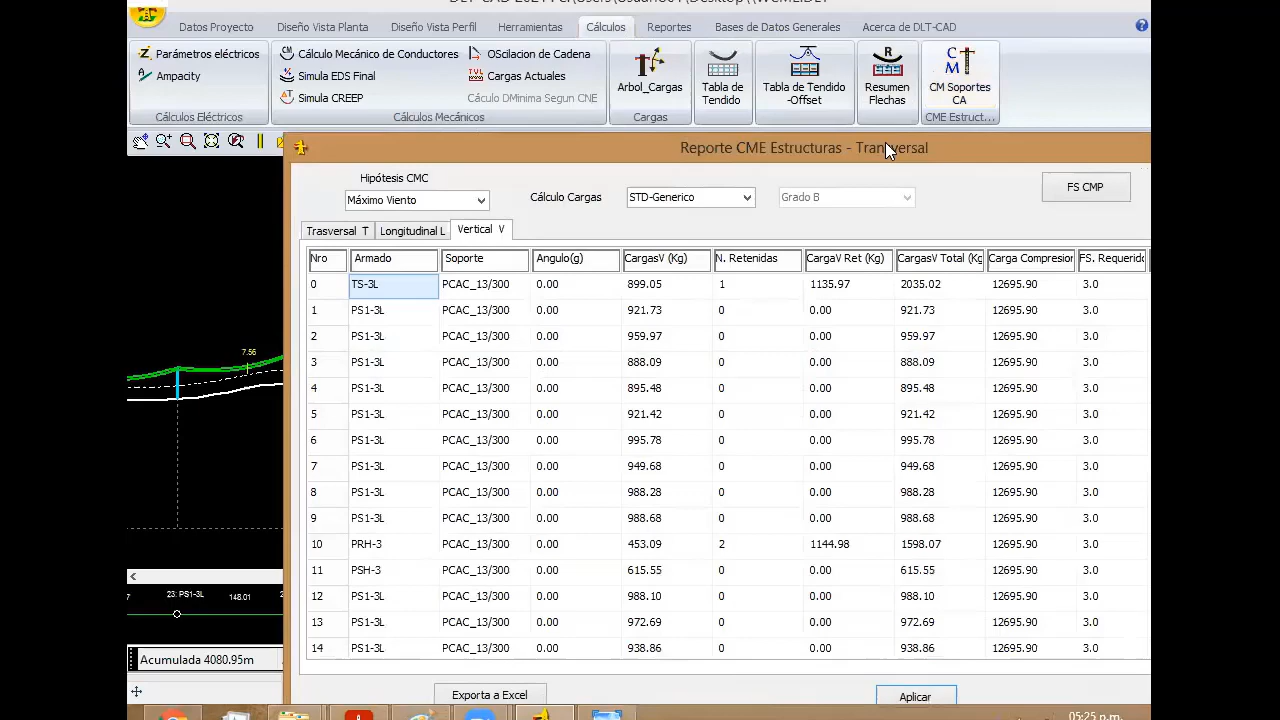 Datos Proyecto Diseño Vista Planta Diseño Vista Perfil Herramientas Cálculos Reportes Bases de Datos Generales Acerca de DLT-CAD
Parámetros eléctricos
Ampacity
Cálculos Eléctricos
Cálculo Mecánico de Conductores OScilacion de Cadena
Simula EDS Final Cargas Actuales
Simula CREEP Cáculo DMinima Segun CNE
Cálculos Mecánicos
Arbol_Cargas
Cargas
Tabla de
Tendido
Tabla de Tendido
-Offset
Resumen
Flechas
CM Soportes
CA
CME Estruct...
Reporte CME Estructuras - Transversal
Hipótesis CMC
Máximo Viento
Cálculo Cargas STD-Generico Grado B
FS CMP
Trasversal T Longitudinal L Vertical V
Nro Armado Soporte Angulo(g) CargasV (Kg) N. Retenidas CargaV Ret (Kg) CargasV Total (Kg Carga Compresion FS. Requerido
0 TS-3L PCAC_13/300 0.00 899.05 1 1135.97 2035.02 12695.90 3.0
1 PS1-3L PCAC_13/300 0.00 921.73 0 0.00 921.73 12695.90 3.0
2 PS1-3L PCAC_13/300 0.00 959.97 0 0.00 959.97 12695.90 3.0
3 PS1-3L PCAC_13/300 0.00 888.09 0 0.00 888.09 12695.90 3.0
4 PS1-3L PCAC_13/300 0.00 895.48 0 0.00 895.48 12695.90 3.0
5 PS1-3L PCAC_13/300 0.00 921.42 0 0.00 921.42 12695.90 3.0
6 PS1-3L PCAC_13/300 0.00 995.78 0 0.00 995.78 12695.90 3.0
7 PS1-3L PCAC_13/300 0.00 949.68 0 0.00 949.68 12695.90 3.0
8 PS1-3L PCAC_13/300 0.00 988.28 0 0.00 988.28 12695.90 3.0
9 PS1-3L PCAC_13/300 0.00 988.68 0 0.00 988.68 12695.90 3.0
10 PRH-3 PCAC_13/300 0.00 453.09 2 1144.98 1598.07 12695.90 3.0
11 PSH-3 PCAC_13/300 0.00 615.55 0 0.00 615.55 12695.90 3.0
12 PS1-3L PCAC_13/300 0.00 988.10 0 0.00 988.10 12695.90 3.0
13 PS1-3L PCAC_13/300 0.00 972.69 0 0.00 972.69 12695.90 3.0
14 PS1-3L PCAC_13/300 0.00 938.86 0 0.00 938.86 12695.90 3.0
7.56
7 23: PS1-3L 148.01
Acumulada 4080.95m
Exporta a Excel Aplicar
05:25 p.m.